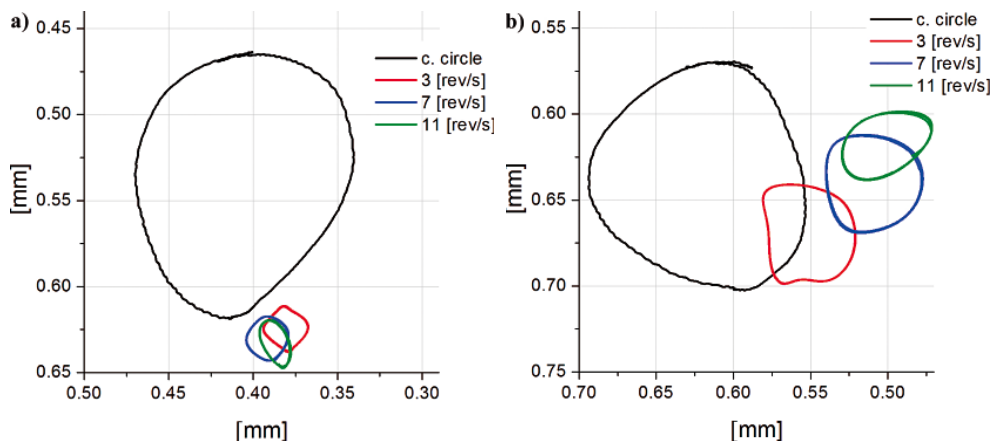 a)
0.45
0.50
0.55
0.60
0.65
[mm]
0.50 0.45 0.40 0.35 0.30
[mm]
c. circle
3 [rev/s]
7 [rev/s]
11 [rev/s]
b)
0.55
0.60
0.65
0.70
0.75
[mm]
0.70 0.65 0.60 0.55 0.50
[mm]
c. circle
3 [rev/s]
7 [rev/s]
11 [rev/s]